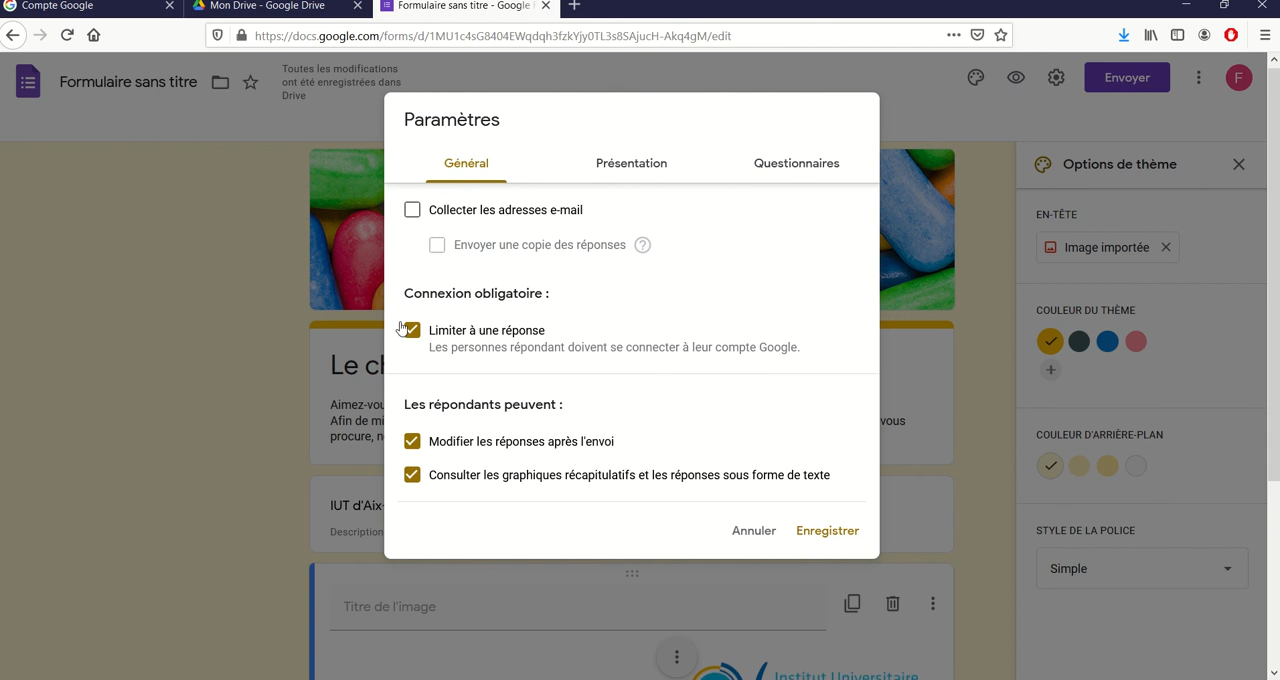 Compte Google
Mon Drive - Google Drive
Formulaire sans titre - Google F
https://docs.google.com/forms/d/1MU1c4sG8404EWqdqh3fzkYjy0TL3s8SAjucH-Akq4gM/edit
Formulaire sans titre
Toutes les modifications
ont été enregistrées dans
Drive
Envoyer
F
Paramètres
Général
Présentation
Questionnaires
Collecter les adresses e-mail
Envoyer une copie des réponses
Connexion obligatoire :
Limiter à une réponse
Les personnes répondant doivent se connecter à leur compte Google.
Les répondants peuvent :
Modifier les réponses après l'envoi
Consulter les graphiques récapitulatifs et les réponses sous forme de texte
Annuler
Enregistrer
Options de thème
EN-TÊTE
Image importée
COULEUR DU THÈME
COULEUR D'ARRIÈRE-PLAN
STYLE DE LA POLICE
Simple
Le
Aimez-vou
Afin de
vous
procure,
IUT d'Aix-
Description
Titre de l'image
Institut Universitaire